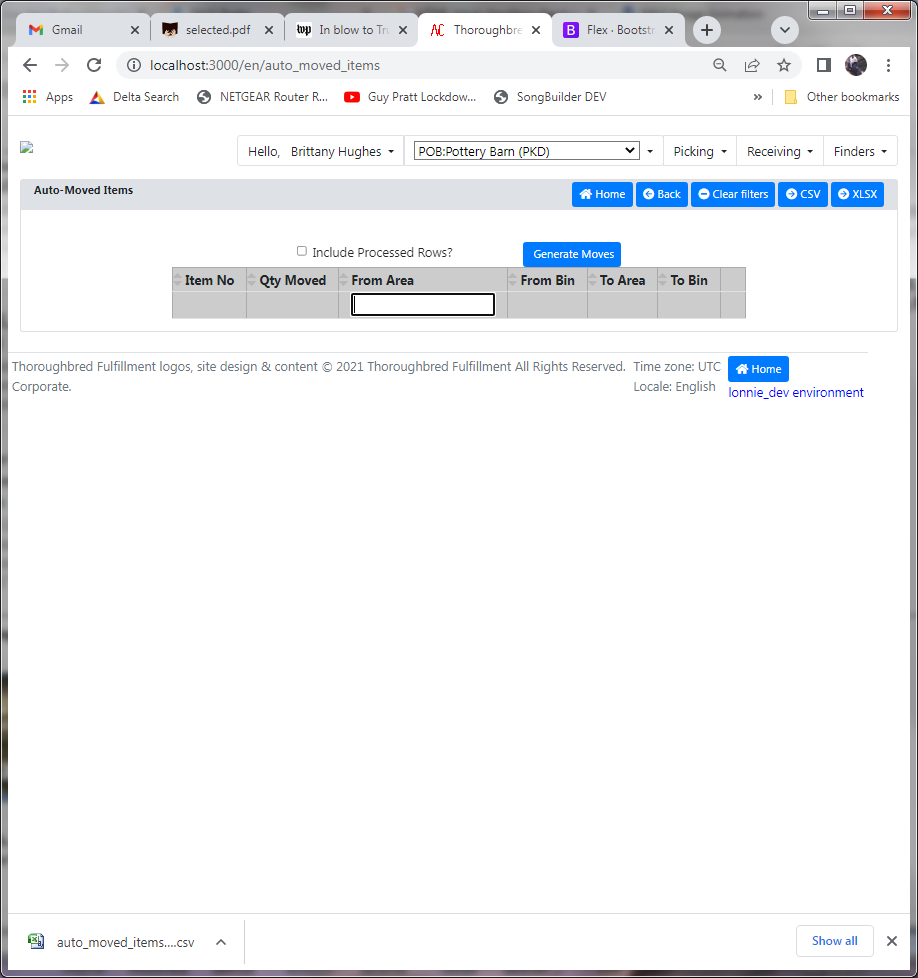 Gmail
selected.pdf
In blow to Tru
Thoroughbre
Flex · Bootstr
localhost:3000/en/auto_moved_items
Apps
Delta Search
NETGEAR Router R...
Guy Pratt Lockdow...
SongBuilder DEV
»
Other bookmarks
Hello, Brittany Hughes
POB:Pottery Barn (PKD)
Picking
Receiving
Finders
Auto-Moved Items
Home
Back
Clear filters
CSV
XLSX
Include Processed Rows?
Generate Moves
Item No Qty Moved From Area From Bin To Area To Bin
Thoroughbred Fulfillment logos, site design & content © 2021 Thoroughbred Fulfillment All Rights Reserved.
Corporate.
Time zone: UTC
Locale: English
Home
lonnie_dev environment
auto_moved_items....csv
Show all